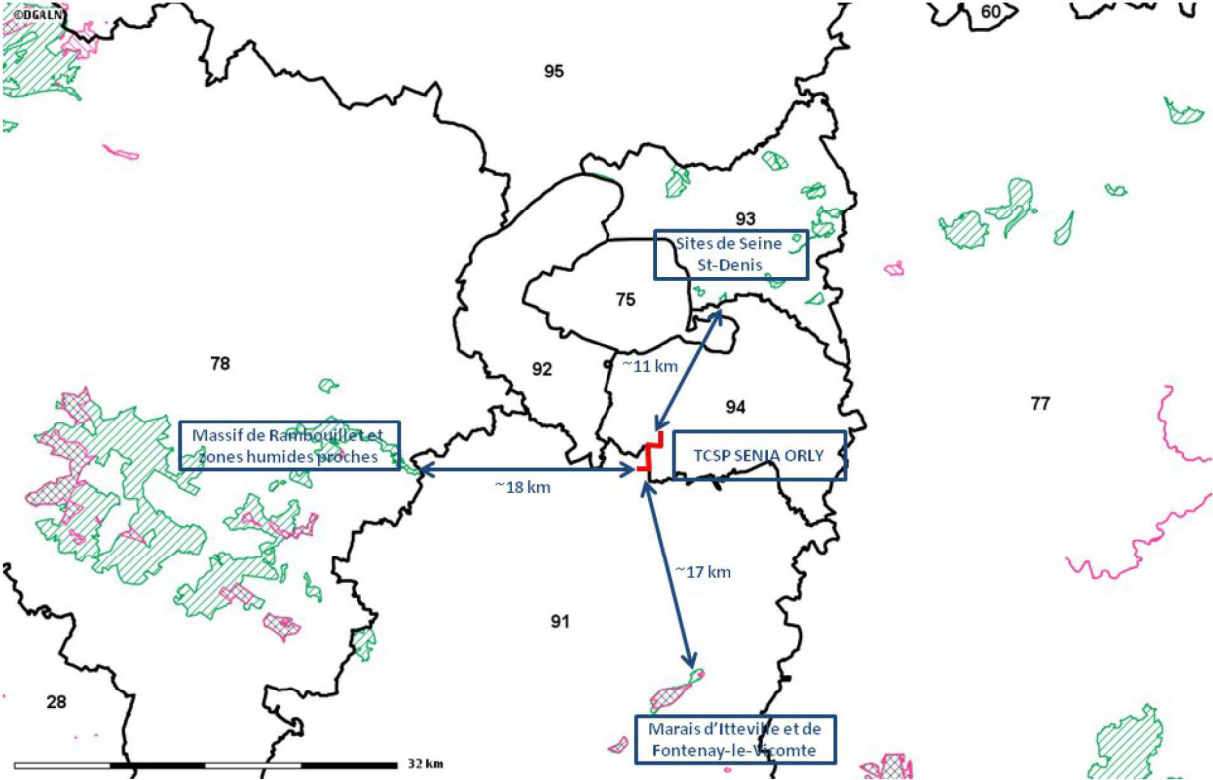 ©DGALN
60
95
93
Sites de Seine
St-Denis
75
78
92
~11 km
94
77
Massif de Rambouillet et
zones humides proches
TCSP SENIA ORLY
~18 km
~17 km
91
28
Marais d'Itteville et de
Fontenay-le-Vicomte
32 km